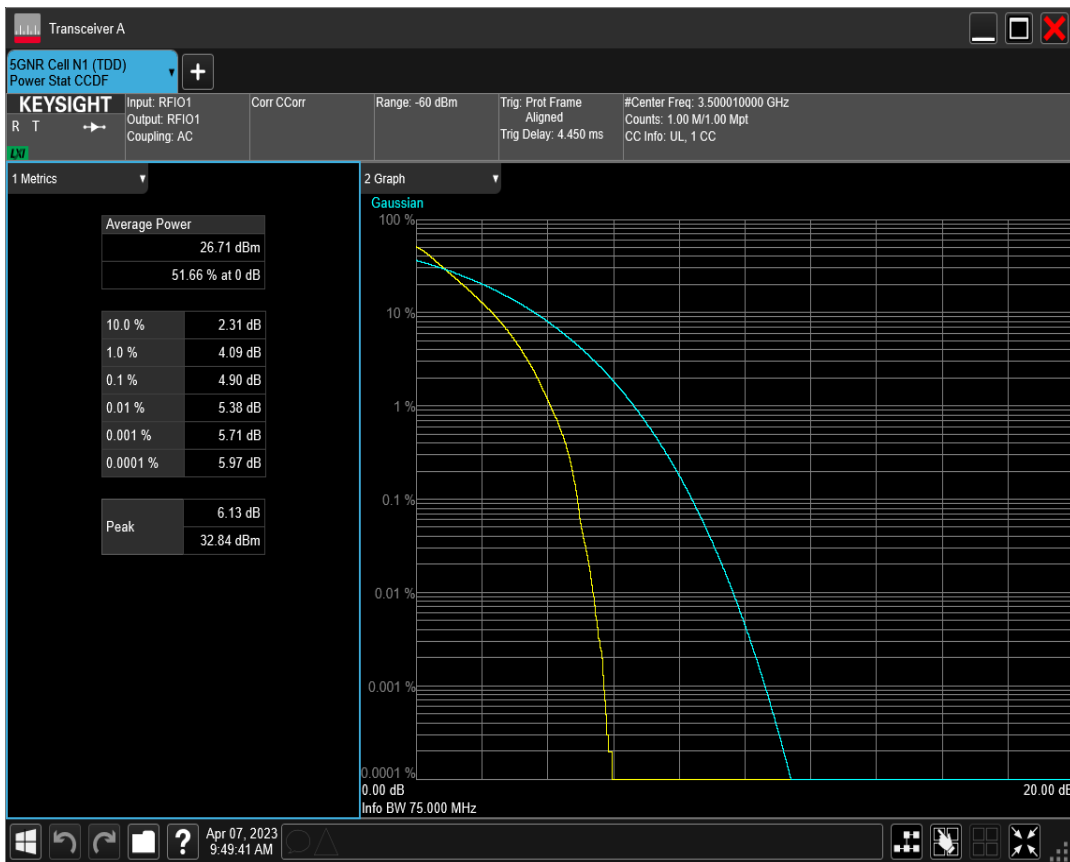 Transceiver A
5GNR Cell N1 (TDD)
Power Stat CCDF
+
KEYSIGHT
R T
LXI
Input: RFIO1
Output: RFIO1
Coupling: AC
Corr CCorr
Range: -60 dBm
Trig: Prot Frame
Aligned
Trig Delay: 4.450 ms
#Center Freq: 3.500010000 GHz
Counts: 1.00 M/1.00 Mpt
CC Info: UL, 1 CC
1 Metrics
Average Power
26.71 dBm
51.66 % at 0 dB
10.0 % 2.31 dB
1.0 % 4.09 dB
0.1 % 4.90 dB
0.01 % 5.38 dB
0.001 % 5.71 dB
0.0001 % 5.97 dB
Peak
6.13 dB
32.84 dBm
2 Graph
Gaussian
100 %
10 %
1 %
0.1 %
0.01 %
0.001 %
0.0001 %
0.00 dB 20.00 dB
Info BW 75.000 MHz
?
Apr 07, 2023
9:49:41 AM